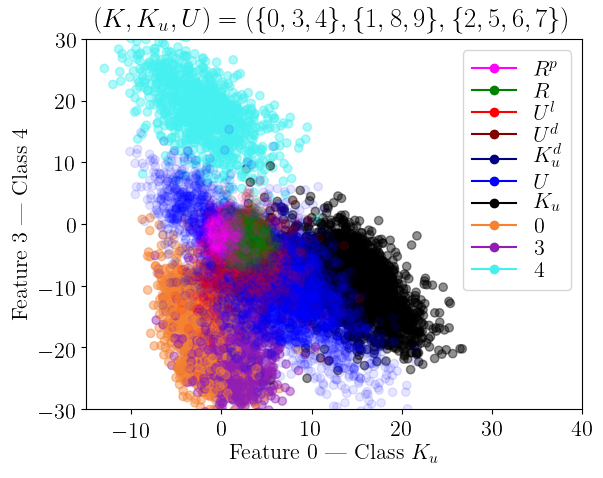 (K, K_u, U) = ({0, 3, 4}, {1, 8, 9}, {2, 5, 6, 7})
30
20
10
0
−10
−20
−30
Feature 3 — Class 4
R^p
R
U^l
U^d
K_u^d
U
K_u
0
3
4
−10
0
10
20
30
40
Feature 0 — Class K_u